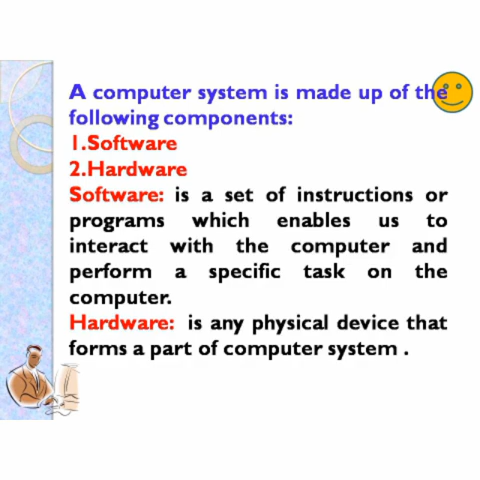 A computer system is made up of the
following components:
1.Software
2.Hardware
Software: is a set of instructions or
programs which enables us to
interact with the computer and
perform a specific task on the
computer.
Hardware: is any physical device that
forms a part of computer system .